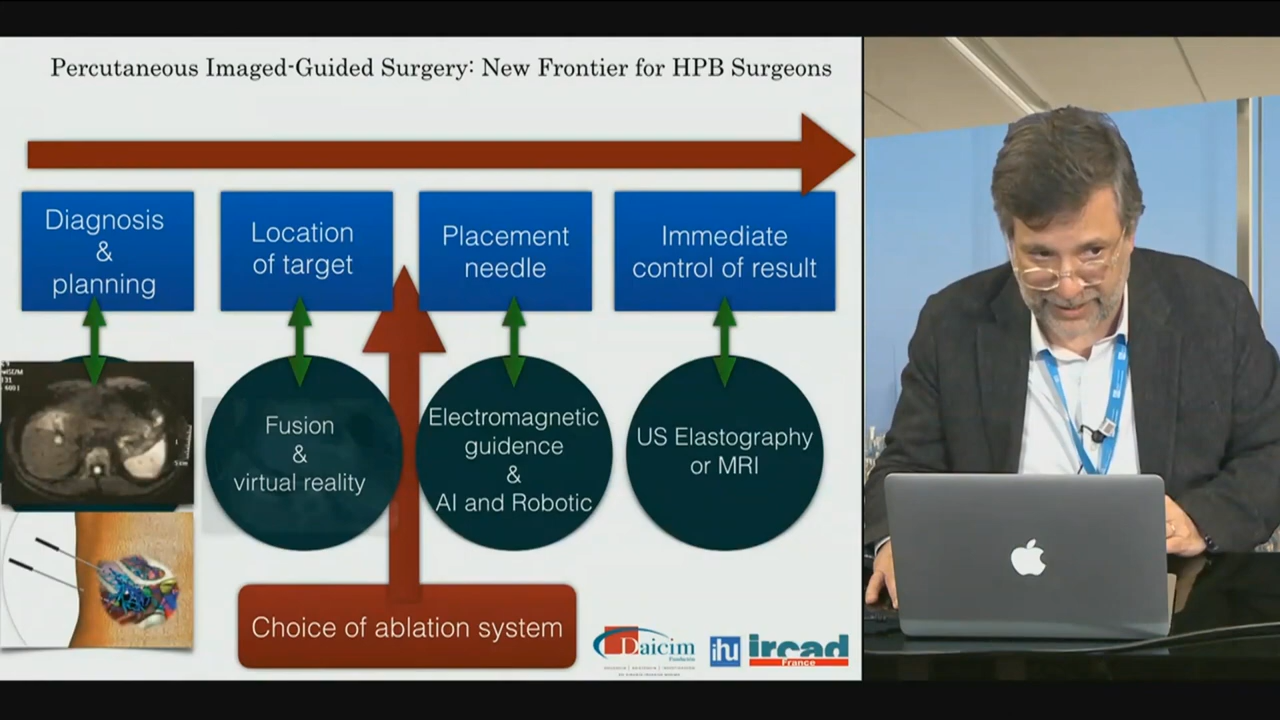 Percutaneous Imaged-Guided Surgery: New Frontier for HPB Surgeons
Diagnosis
&
planning
Location
of target
Placement
needle
Immediate
control of result
Fusion
&
virtual reality
Electromagnetic
guidence
&
AI and Robotic
US Elastography
or MRI
Choice of ablation system
Daicim
Fundación
ihu
ircad
France